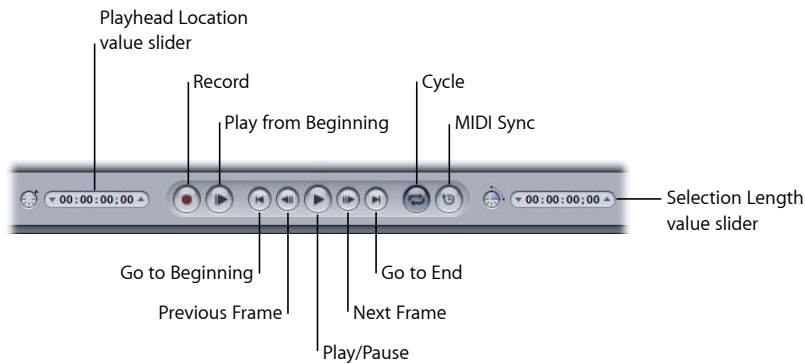 Playhead Location
value slider
Record
Cycle
Play from Beginning
MIDI Sync
00:00:00;00
00:00:00;00
Selection Length
value slider
Go to Beginning
Go to End
Previous Frame
Next Frame
Play/Pause